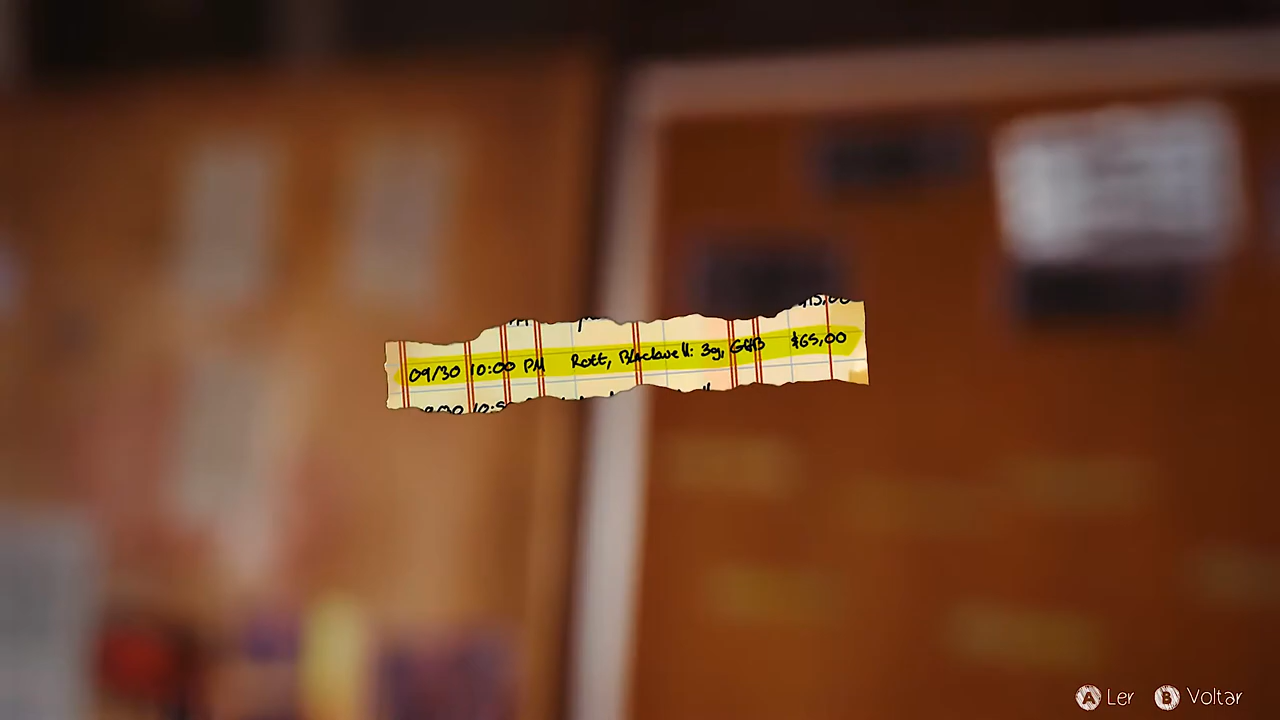 09/30 10:00 PM Rott, Blackwell: 3g, GHB $65,00
A Ler B Voltar